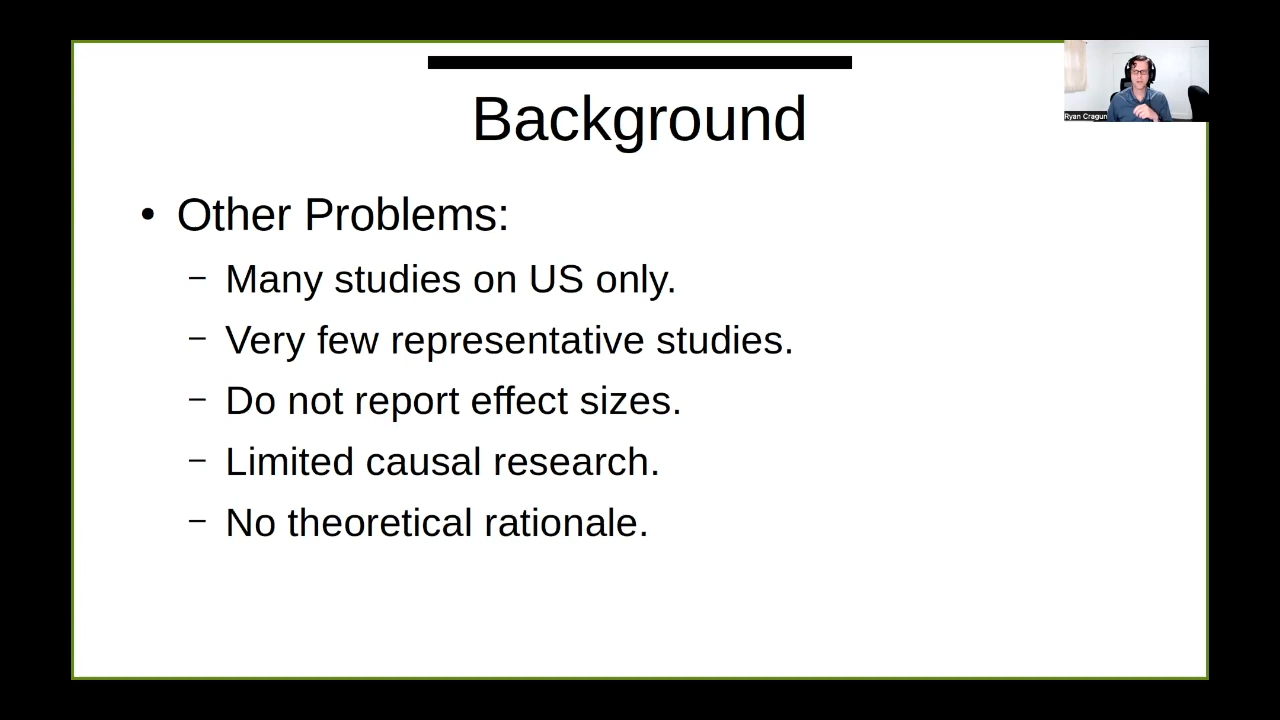 Background
• Other Problems:
– Many studies on US only.
– Very few representative studies.
– Do not report effect sizes.
– Limited causal research.
– No theoretical rationale.
Ryan Cragun